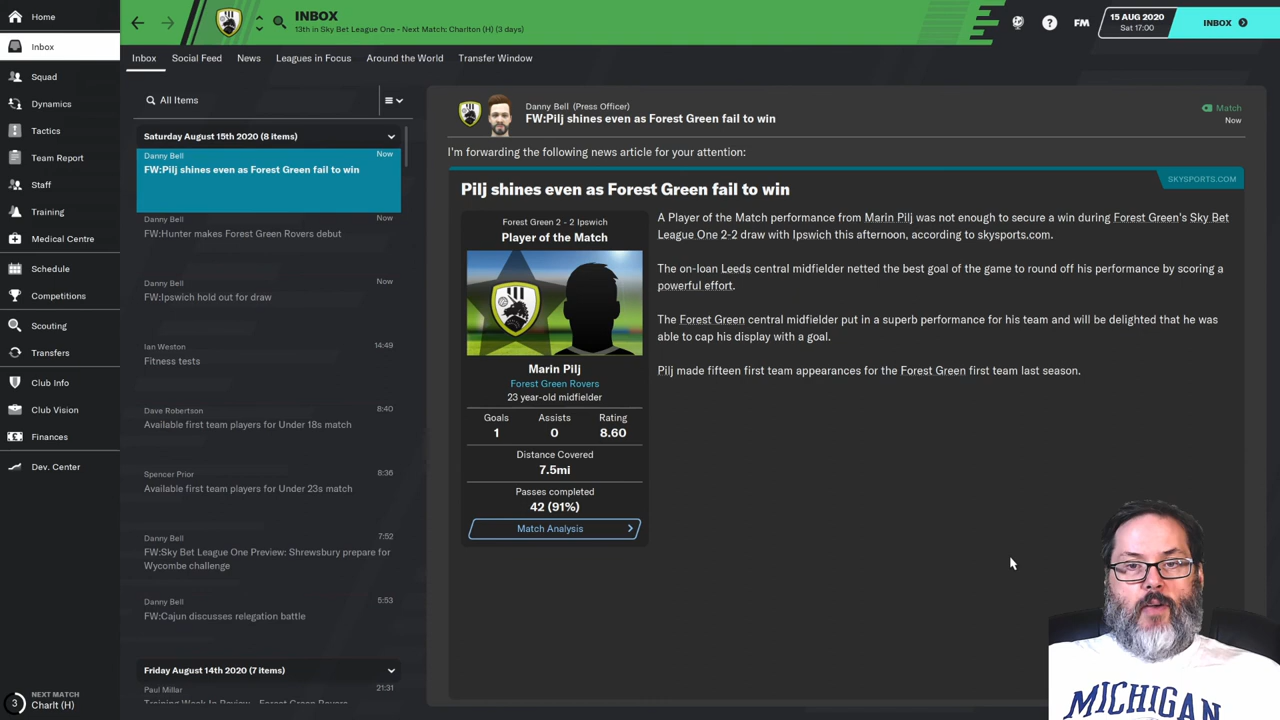 Home
Inbox
Squad
Dynamics
Tactics
Team Report
Staff
Training
Medical Centre
Schedule
Competitions
Scouting
Transfers
Club Info
Club Vision
Finances
Dev. Center
3
NEXT MATCH
Charlt (H)
INBOX
13th in Sky Bet League One - Next Match: Charlton (H) (3 days)
?
FM
15 AUG 2020
Sat 17:00
INBOX
Inbox
Social Feed
News
Leagues in Focus
Around the World
Transfer Window
All Items
Saturday August 15th 2020 (8 items)
Danny Bell Now
FW:Pilj shines even as Forest Green fail to win
Danny Bell Now
FW:Hunter makes Forest Green Rovers debut
Danny Bell Now
FW:Ipswich hold out for draw
Ian Weston 14:49
Fitness tests
Dave Robertson 8:40
Available first team players for Under 18s match
Spencer Prior 8:36
Available first team players for Under 23s match
Danny Bell 7:52
FW:Sky Bet League One Preview: Shrewsbury prepare for
Wycombe challenge
Danny Bell 5:53
FW:Cajun discusses relegation battle
Friday August 14th 2020 (7 items)
Paul Millar 21:31
Training Week In Review - Forest Green Rovers
Danny Bell (Press Officer)
FW:Pilj shines even as Forest Green fail to win
Match
Now
I'm forwarding the following news article for your attention:
SKYSPORTS.COM
Pilj shines even as Forest Green fail to win
Forest Green 2 - 2 Ipswich
Player of the Match
Marin Pilj
Forest Green Rovers
23 year-old midfielder
Goals Assists Rating
1 0 8.60
Distance Covered
7.5mi
Passes completed
42 (91%)
Match Analysis
A Player of the Match performance from Marin Pilj was not enough to secure a win during Forest Green's Sky Bet
League One 2-2 draw with Ipswich this afternoon, according to skysports.com.
The on-loan Leeds central midfielder netted the best goal of the game to round off his performance by scoring a
powerful effort.
The Forest Green central midfielder put in a superb performance for his team and will be delighted that he was
able to cap his display with a goal.
Pilj made fifteen first team appearances for the Forest Green first team last season.
MICHIGAN